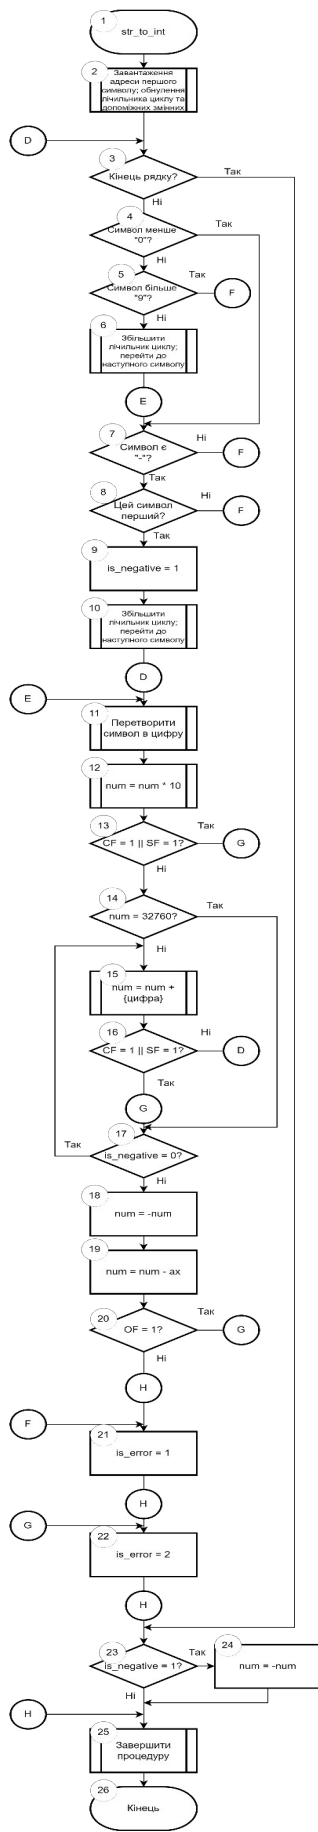 1
str_to_int
2
Завантаження
адреси першого
символу; обнулення
лічильника циклу та
допоміжних змінних
D
3
Кінець рядку?
Так
Ні
4
Символ менше
"0"?
Так
Ні
5
Символ більше
"9"?
Так
F
Ні
6
Збільшити
лічильник циклу;
перейти до
наступного символу
E
7
Символ є
"-"?
Ні
F
Так
8
Цей символ
перший?
Ні
F
Так
9
is_negative = 1
10
Збільшити
лічильник циклу;
перейти до
наступного символу
D
E
11
Перетворити
символ в цифру
12
num = num * 10
13
CF = 1 || SF = 1?
Так
G
Ні
14
num = 32760?
Так
Ні
15
num = num +
{цифра}
16
CF = 1 || SF = 1?
Ні
D
Так
G
17
is_negative = 0?
Так
Ні
18
num = -num
19
num = num - ax
20
OF = 1?
Так
G
Ні
H
F
21
is_error = 1
H
G
22
is_error = 2
H
23
is_negative = 1?
Так
24
num = -num
Ні
H
25
Завершити
процедуру
26
Кінець